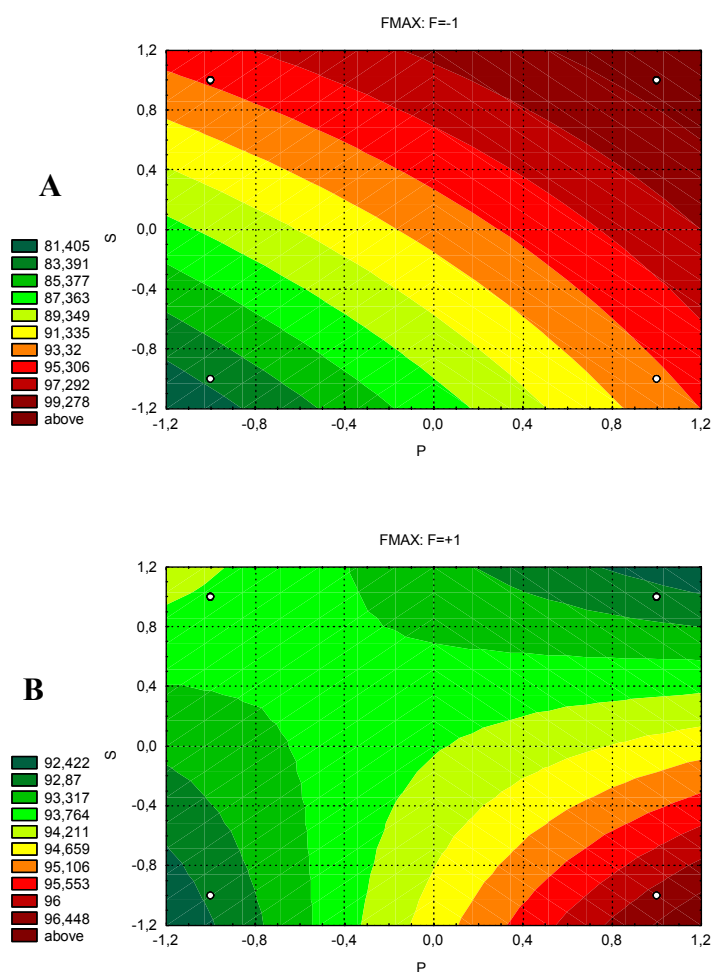 FMAX: F=-1
1,2
0,8
0,4
0,0
-0,4
-0,8
-1,2
S
-1,2 -0,8 -0,4 0,0 0,4 0,8 1,2
P
A
81,405
83,391
85,377
87,363
89,349
91,335
93,32
95,306
97,292
99,278
above
FMAX: F=+1
1,2
0,8
0,4
0,0
-0,4
-0,8
-1,2
S
-1,2 -0,8 -0,4 0,0 0,4 0,8 1,2
P
B
92,422
92,87
93,317
93,764
94,211
94,659
95,106
95,553
96
96,448
above